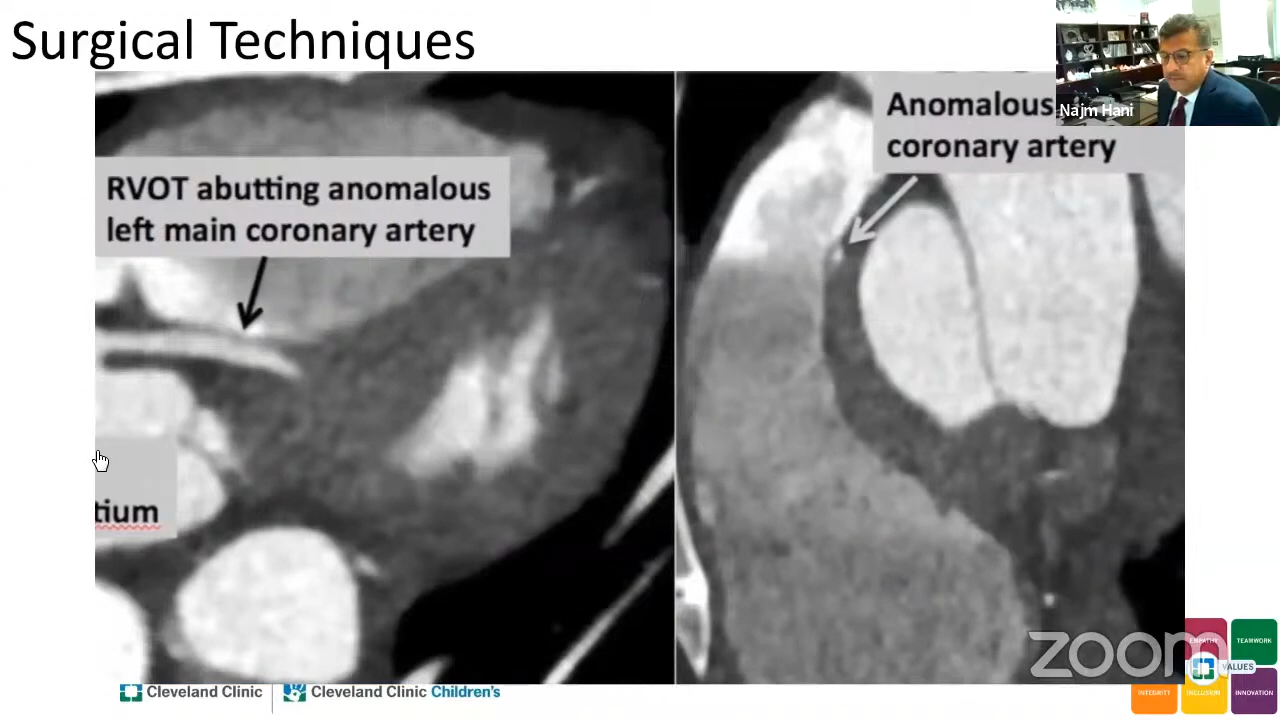 Surgical Techniques
Najm Hani
RVOT abutting anomalous
left main coronary artery
Anomalous
coronary artery
tium
Cleveland Clinic
Cleveland Clinic Children's
zoom
EMPATHY
TEAMWORK
VALUES
INTEGRITY
INCLUSION
INNOVATION